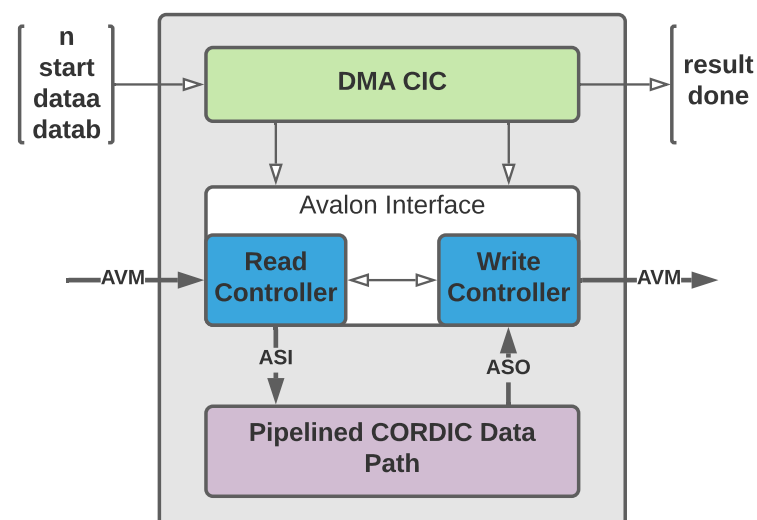 n
start
dataa
datab
DMA CIC
result
done
Avalon Interface
Read
Controller
Write
Controller
AVM
AVM
ASI
ASO
Pipelined CORDIC Data
Path